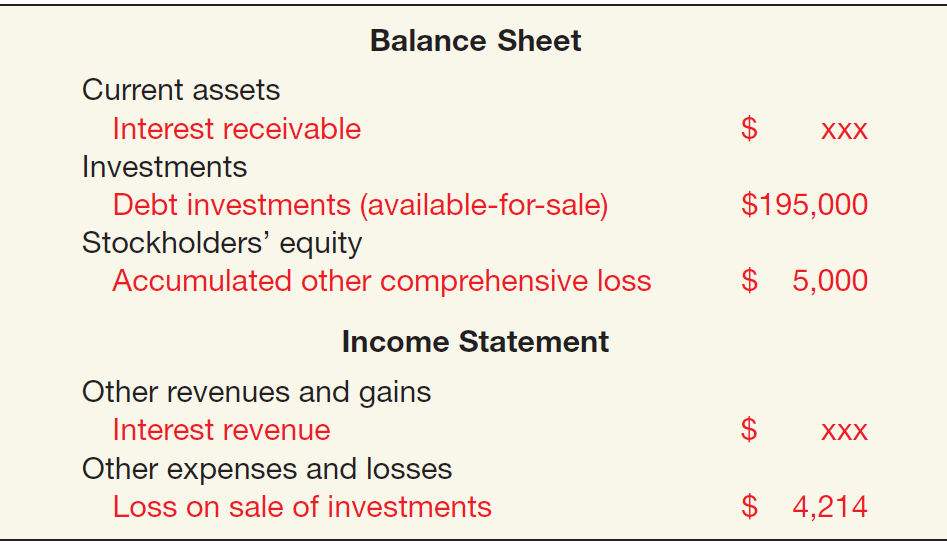 Balance Sheet
Current assets
Interest receivable $ xxx
Investments
Debt investments (available-for-sale) $195,000
Stockholders’ equity
Accumulated other comprehensive loss $ 5,000
Income Statement
Other revenues and gains
Interest revenue $ xxx
Other expenses and losses
Loss on sale of investments $ 4,214